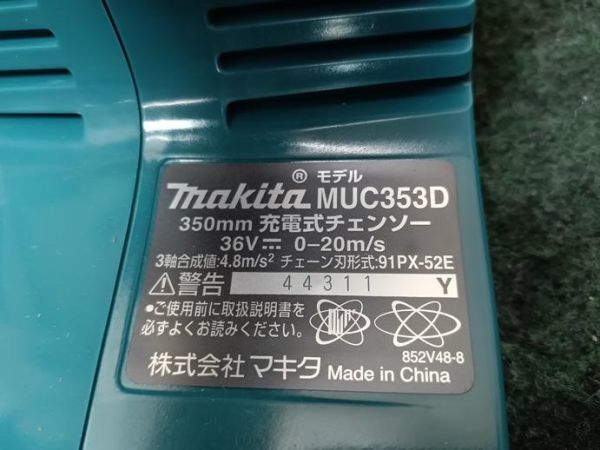 ® モデル
makita MUC353D
350mm 充電式チェンソー
36V⎓ 0-20m/s
3軸合成値:4.8m/s² チェーン刃形式:91PX-52E
⚠警告 44311 Y
•ご使用前に取扱説明書を
必ずよくお読みください。
852V48-8
株式会社 マキタ Made in China